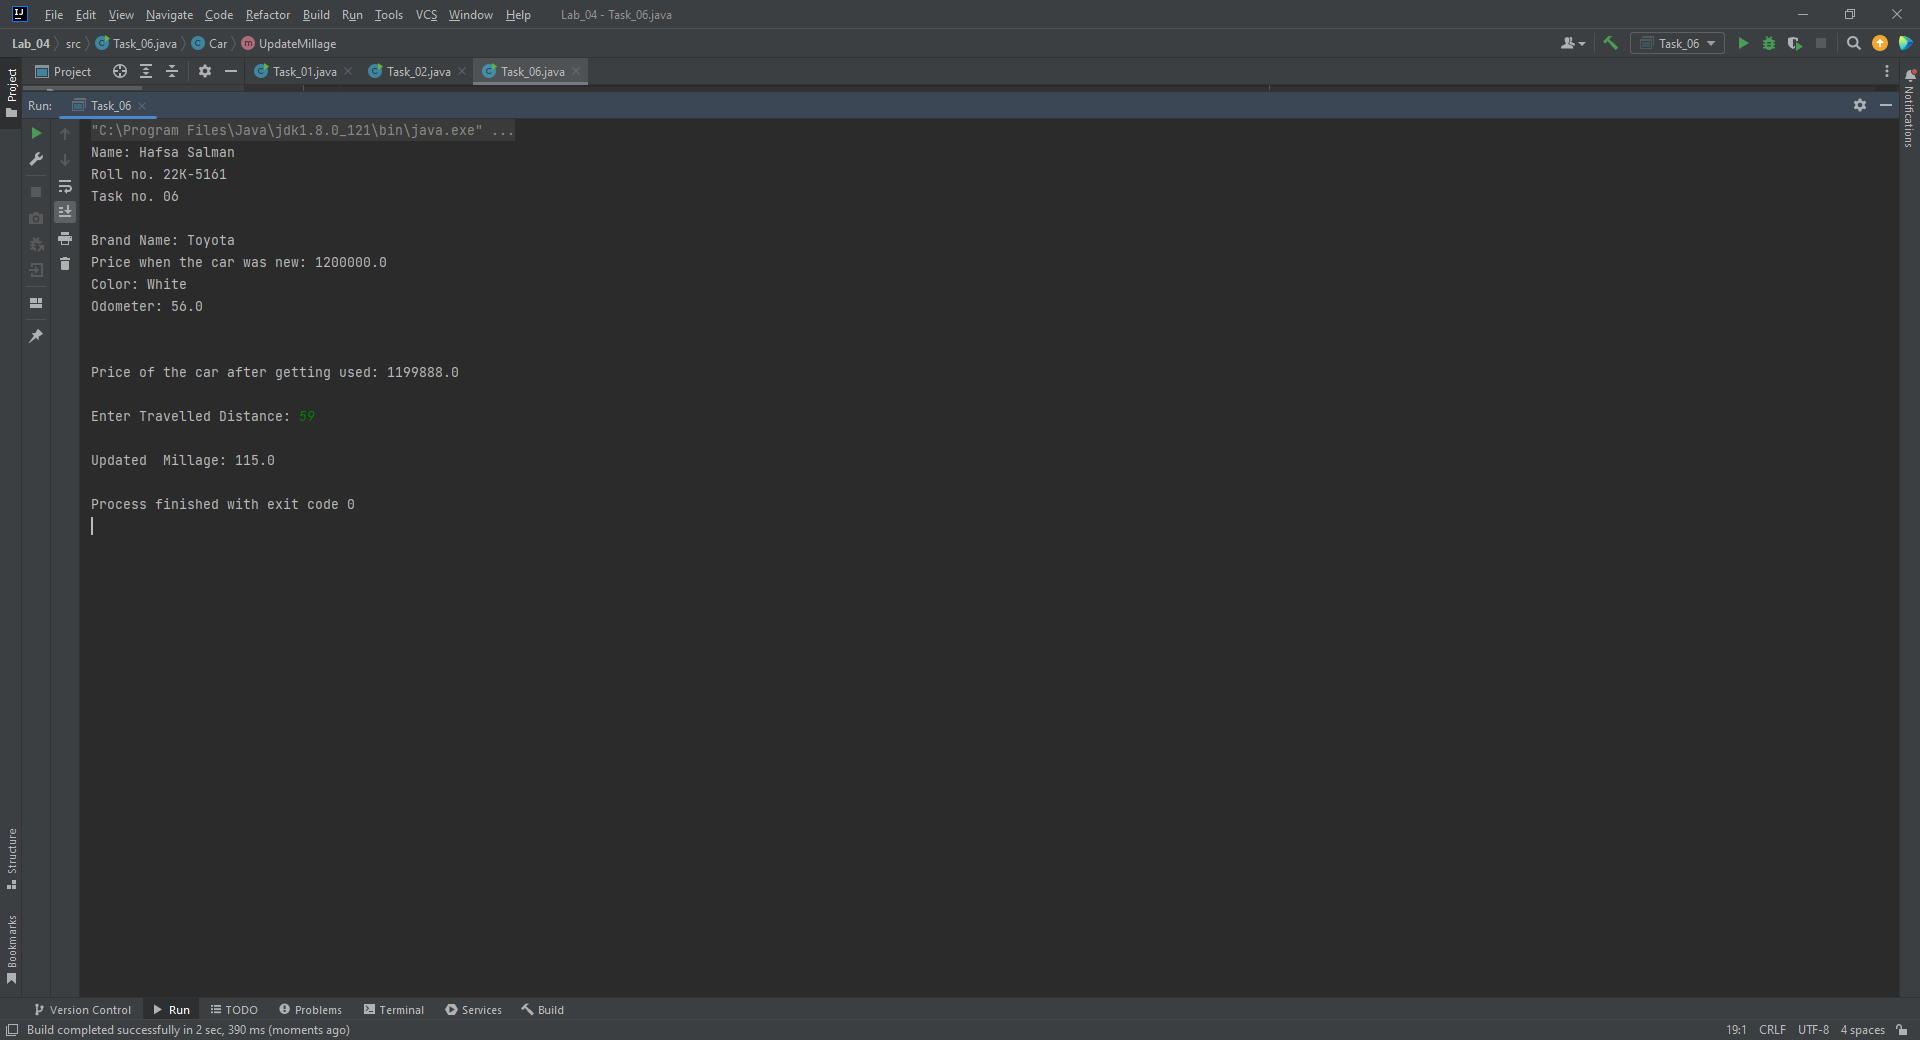 File Edit View Navigate Code Refactor Build Run Tools VCS Window Help Lab_04 - Task_06.java
Lab_04 src Task_06.java Car UpdateMillage Task_06
Project Task_01.java Task_02.java Task_06.java
Run: Task_06
"C:\Program Files\Java\jdk1.8.0_121\bin\java.exe" ...
Name: Hafsa Salman
Roll no. 22K-5161
Task no. 06
Brand Name: Toyota
Price when the car was new: 1200000.0
Color: White
Odometer: 56.0
Price of the car after getting used: 1199888.0
Enter Travelled Distance: 59
Updated  Millage: 115.0
Process finished with exit code 0
Project
Structure
Bookmarks
Notifications
Version Control Run TODO Problems Terminal Services Build
Build completed successfully in 2 sec, 390 ms (moments ago) 19:1 CRLF UTF-8 4 spaces